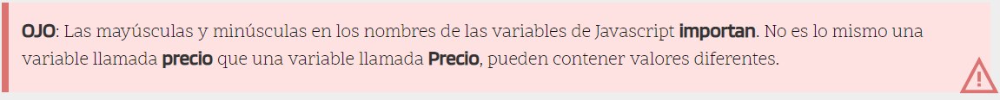 OJO: Las mayúsculas y minúsculas en los nombres de las variables de Javascript importan. No es lo mismo una
variable llamada precio que una variable llamada Precio, pueden contener valores diferentes.